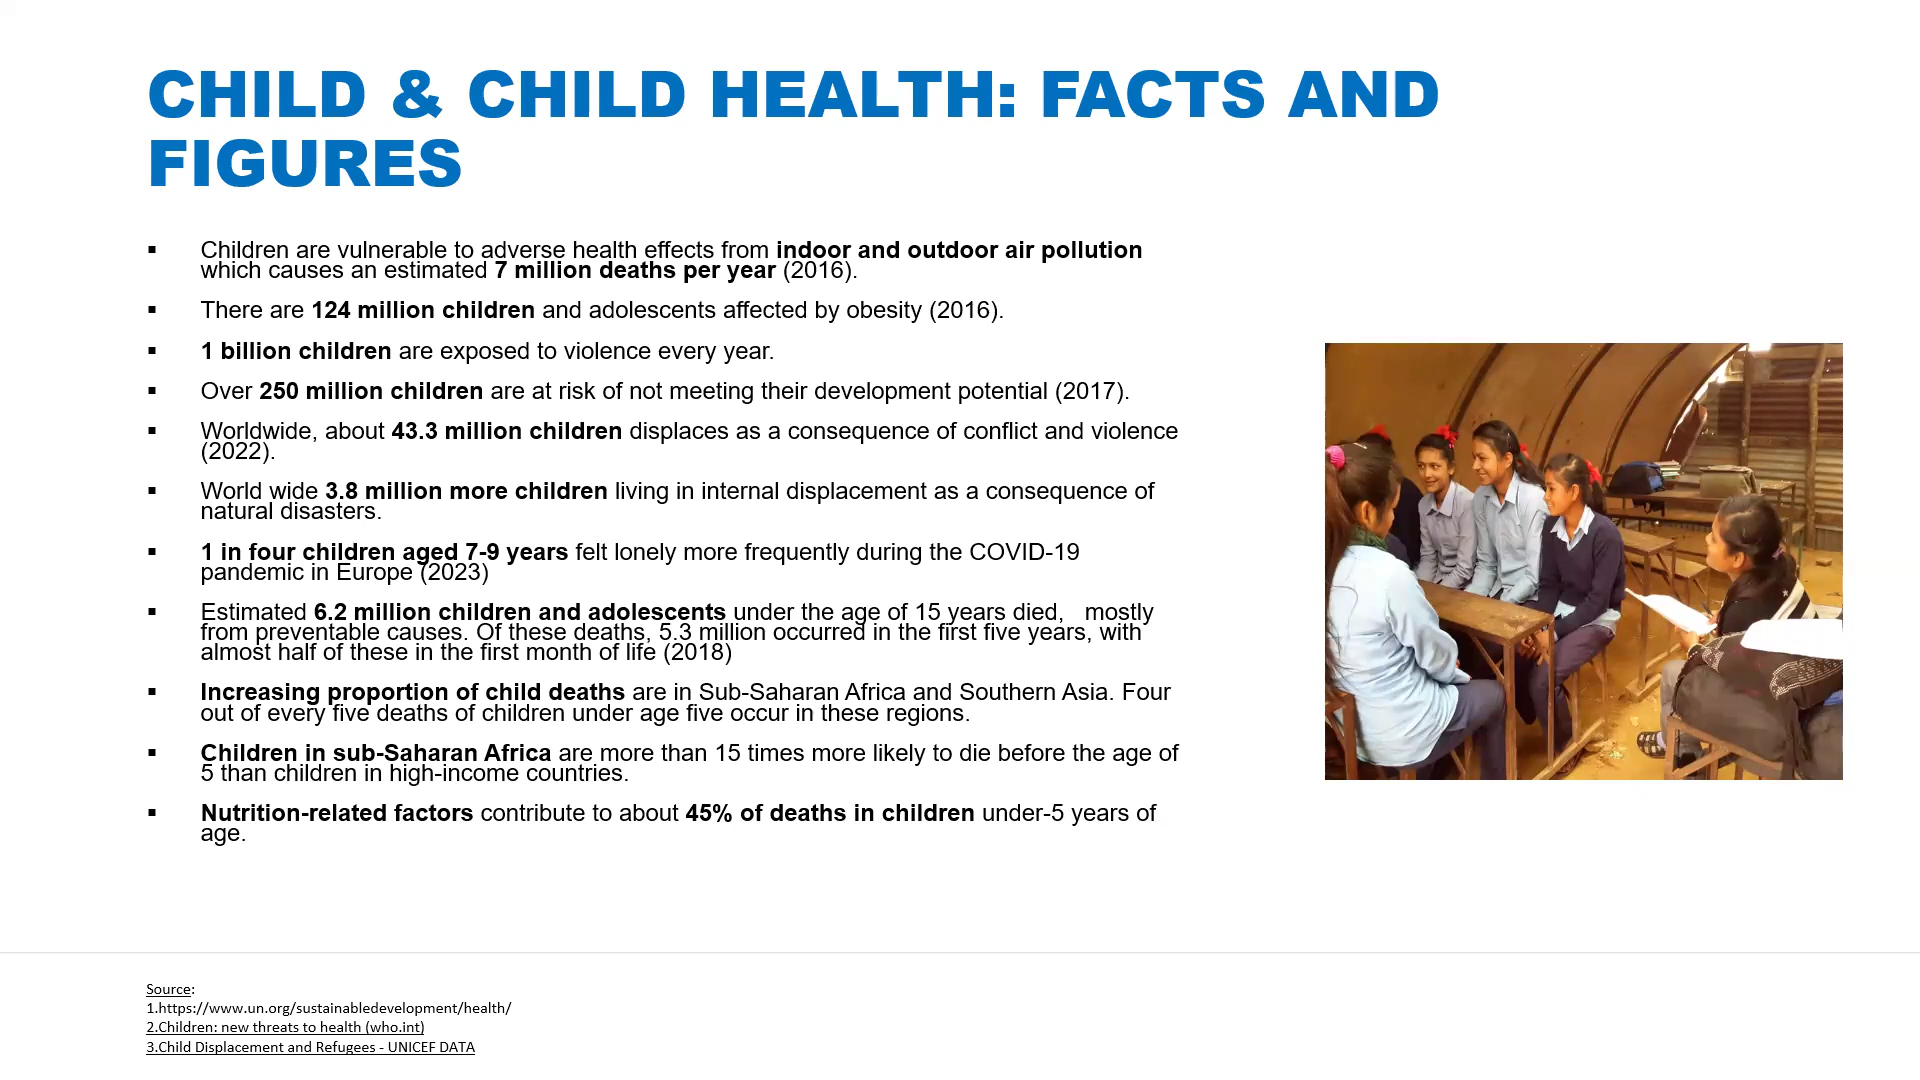 CHILD & CHILD HEALTH: FACTS AND
FIGURES
▪ Children are vulnerable to adverse health effects from indoor and outdoor air pollution
which causes an estimated 7 million deaths per year (2016).
▪ There are 124 million children and adolescents affected by obesity (2016).
▪ 1 billion children are exposed to violence every year.
▪ Over 250 million children are at risk of not meeting their development potential (2017).
▪ Worldwide, about 43.3 million children displaces as a consequence of conflict and violence
(2022).
▪ World wide 3.8 million more children living in internal displacement as a consequence of
natural disasters.
▪ 1 in four children aged 7-9 years felt lonely more frequently during the COVID-19
pandemic in Europe (2023)
▪ Estimated 6.2 million children and adolescents under the age of 15 years died, mostly
from preventable causes. Of these deaths, 5.3 million occurred in the first five years, with
almost half of these in the first month of life (2018)
▪ Increasing proportion of child deaths are in Sub-Saharan Africa and Southern Asia. Four
out of every five deaths of children under age five occur in these regions.
▪ Children in sub-Saharan Africa are more than 15 times more likely to die before the age of
5 than children in high-income countries.
▪ Nutrition-related factors contribute to about 45% of deaths in children under-5 years of
age.
Source:
1.https://www.un.org/sustainabledevelopment/health/
2.Children: new threats to health (who.int)
3.Child Displacement and Refugees - UNICEF DATA